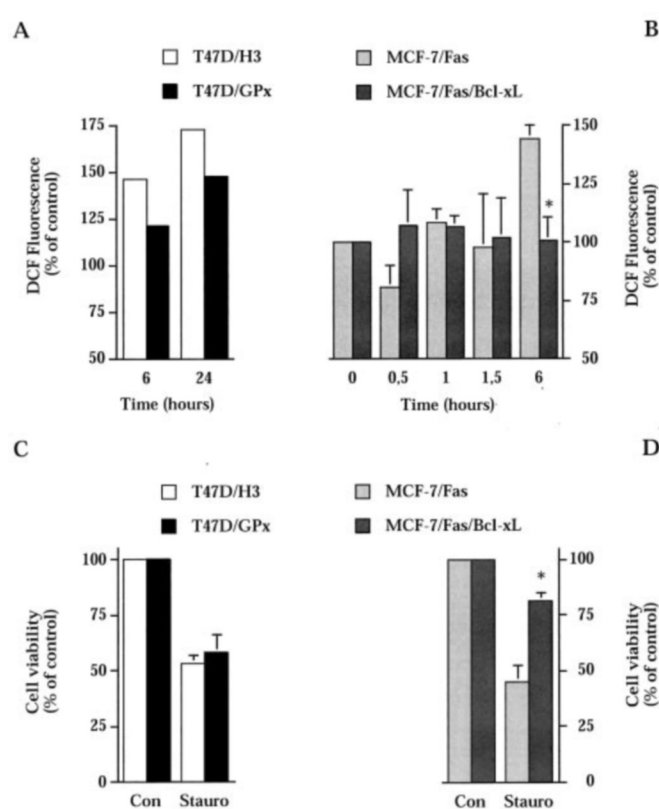 A
B
T47D/H3
T47D/GPx
MCF-7/Fas
MCF-7/Fas/Bcl-xL
DCF Fluorescence
(% of control)
175
150
125
100
75
50
6
24
Time (hours)
*
150
125
100
75
50
DCF Fluorescence
(% of control)
0
0,5
1
1,5
6
Time (hours)
C
D
T47D/H3
T47D/GPx
MCF-7/Fas
MCF-7/Fas/Bcl-xL
Cell viability
(% of control)
100
75
50
25
0
Con
Stauro
*
100
75
50
25
0
Cell viability
(% of control)
Con
Stauro